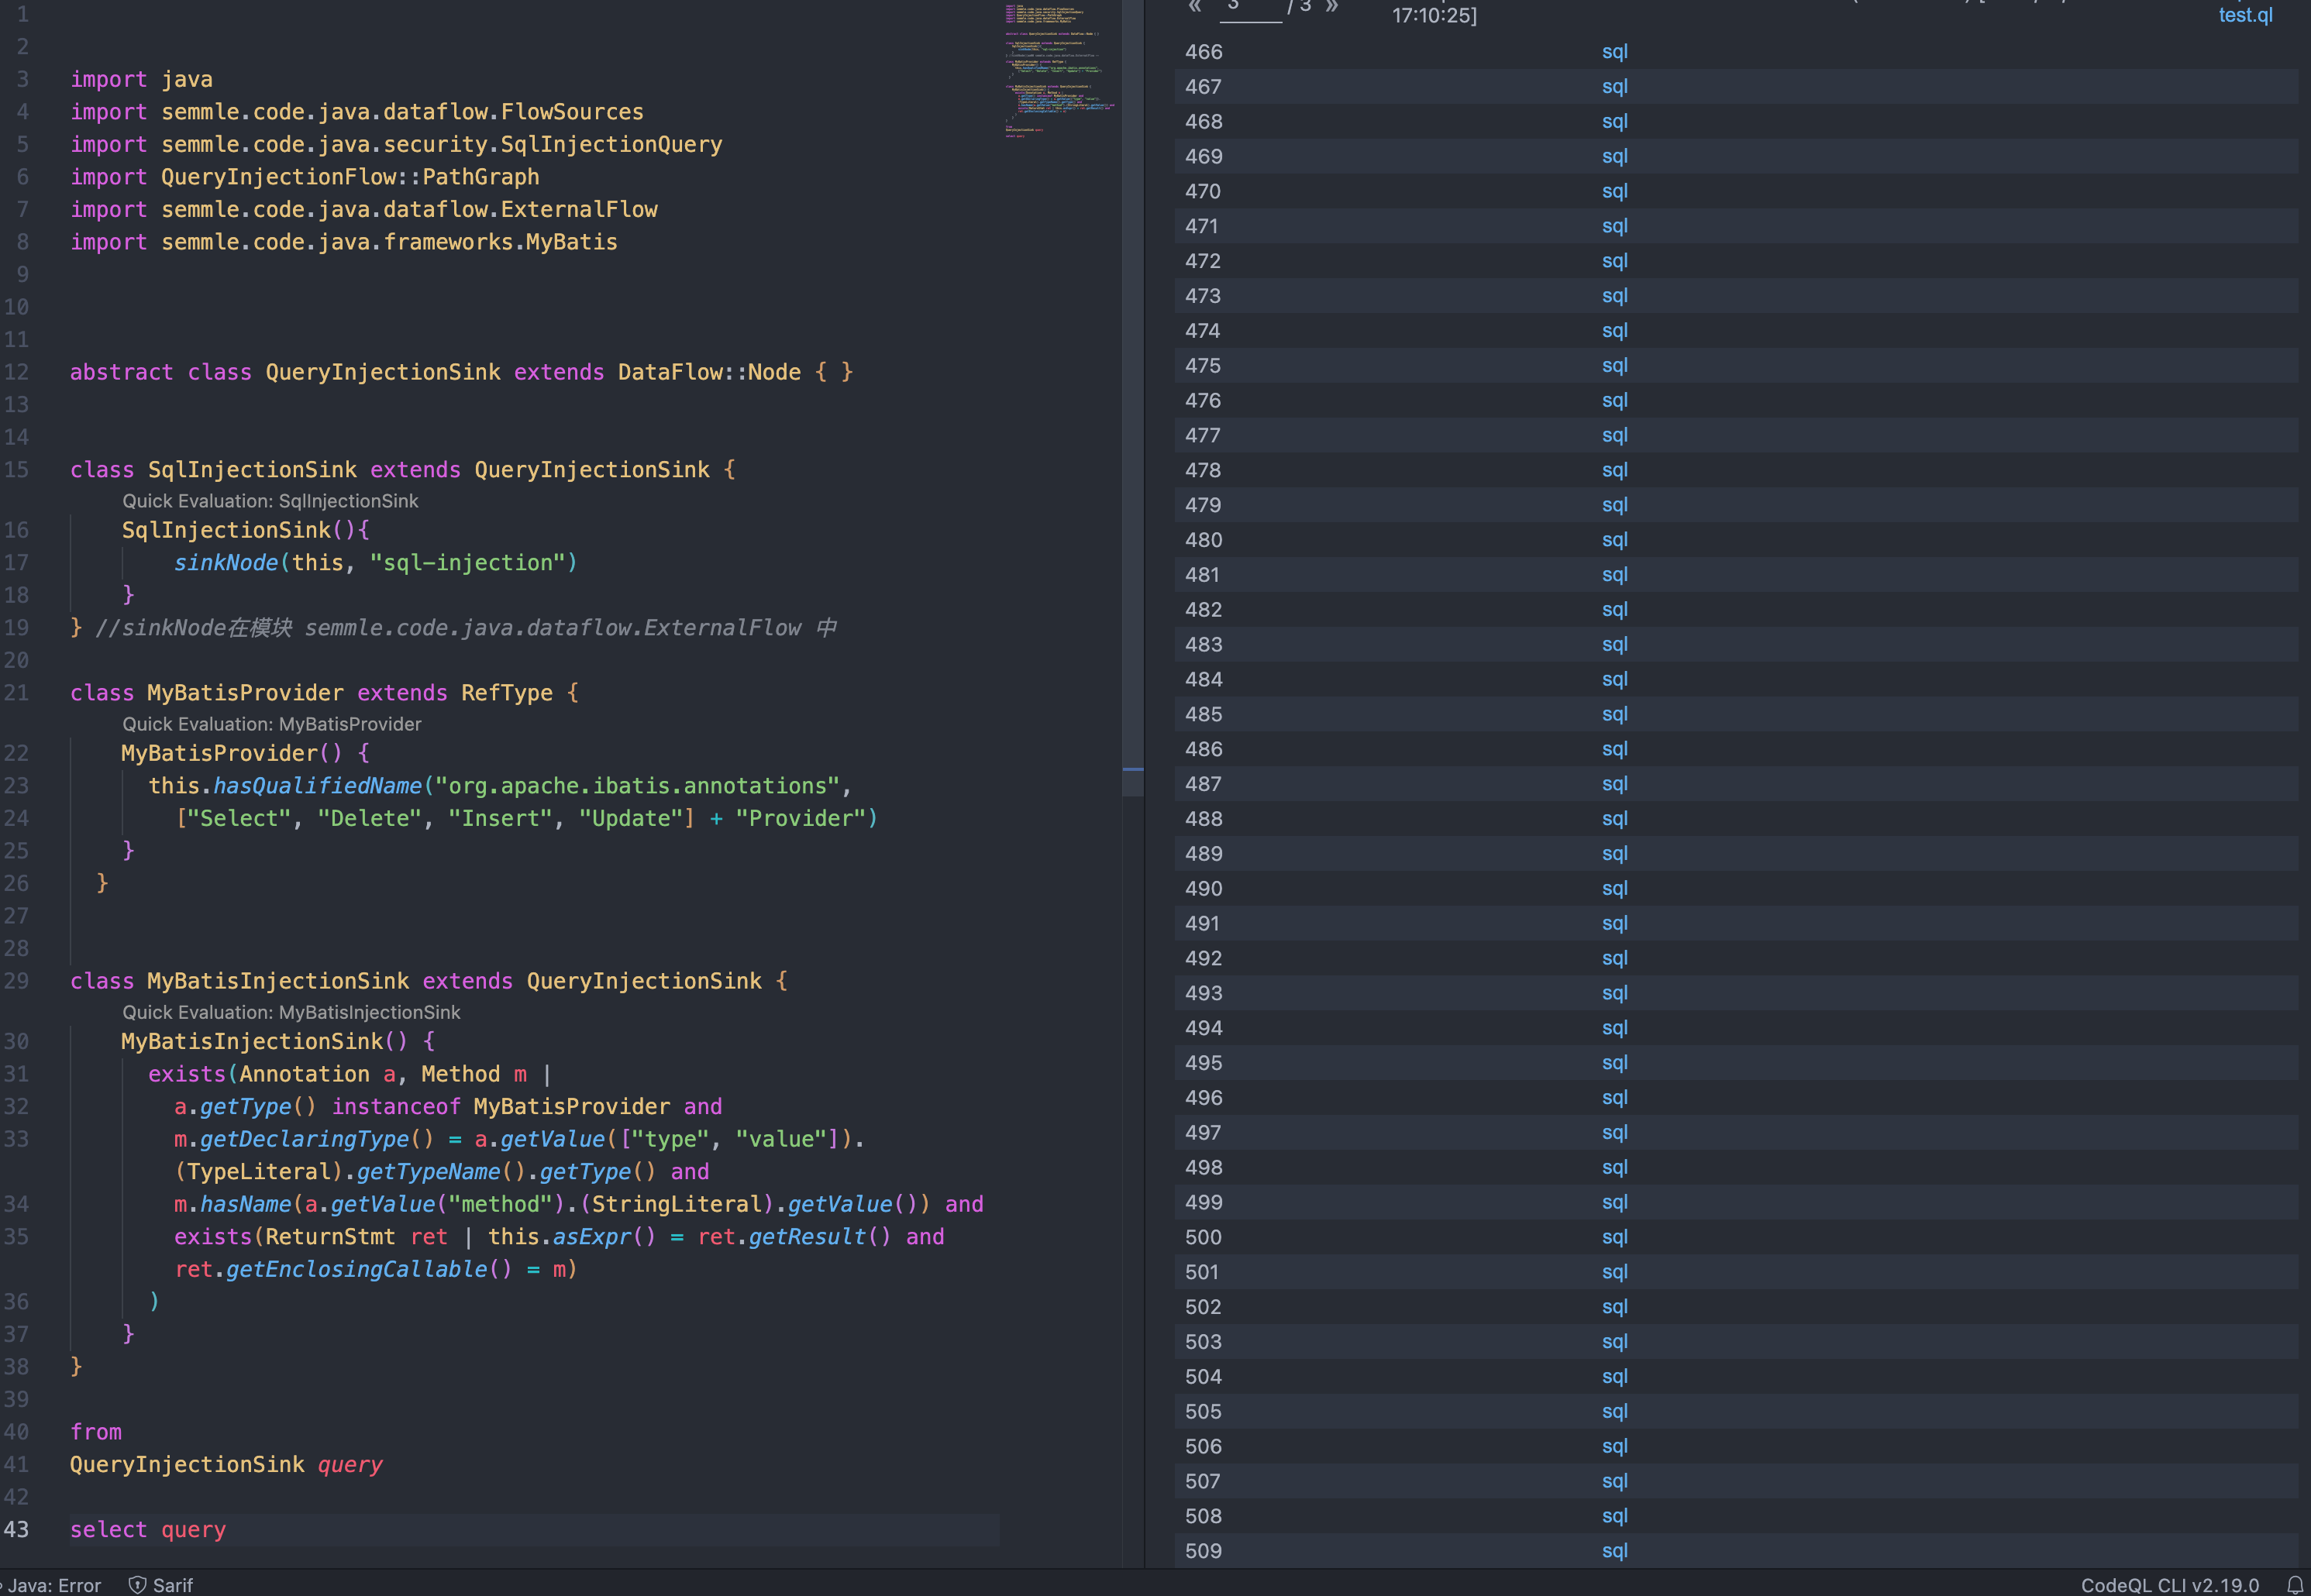 1
2
3 import java
4 import semmle.code.java.dataflow.FlowSources
5 import semmle.code.java.security.SqlInjectionQuery
6 import QueryInjectionFlow::PathGraph
7 import semmle.code.java.dataflow.ExternalFlow
8 import semmle.code.java.frameworks.MyBatis
9
10
11
12 abstract class QueryInjectionSink extends DataFlow::Node { }
13
14
15 class SqlInjectionSink extends QueryInjectionSink {
Quick Evaluation: SqlInjectionSink
16 SqlInjectionSink(){
17 sinkNode(this, "sql-injection")
18 }
19 } //sinkNode在模块 semmle.code.java.dataflow.ExternalFlow 中
20
21 class MyBatisProvider extends RefType {
Quick Evaluation: MyBatisProvider
22 MyBatisProvider() {
23 this.hasQualifiedName("org.apache.ibatis.annotations",
24 ["Select", "Delete", "Insert", "Update"] + "Provider")
25 }
26 }
27
28
29 class MyBatisInjectionSink extends QueryInjectionSink {
Quick Evaluation: MyBatisInjectionSink
30 MyBatisInjectionSink() {
31 exists(Annotation a, Method m |
32 a.getType() instanceof MyBatisProvider and
33 m.getDeclaringType() = a.getValue(["type", "value"]).
(TypeLiteral).getTypeName().getType() and
34 m.hasName(a.getValue("method").(StringLiteral).getValue()) and
35 exists(ReturnStmt ret | this.asExpr() = ret.getResult() and
ret.getEnclosingCallable() = m)
36 )
37 }
38 }
39
40 from
41 QueryInjectionSink query
42
43 select query
« 3 / 3 »
17:10:25]
test.ql
466 sql
467 sql
468 sql
469 sql
470 sql
471 sql
472 sql
473 sql
474 sql
475 sql
476 sql
477 sql
478 sql
479 sql
480 sql
481 sql
482 sql
483 sql
484 sql
485 sql
486 sql
487 sql
488 sql
489 sql
490 sql
491 sql
492 sql
493 sql
494 sql
495 sql
496 sql
497 sql
498 sql
499 sql
500 sql
501 sql
502 sql
503 sql
504 sql
505 sql
506 sql
507 sql
508 sql
509 sql
Java: Error Sarif
CodeQL CLI v2.19.0